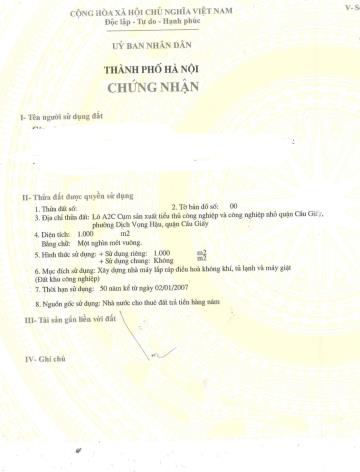 CỘNG HÒA XÃ HỘI CHỦ NGHĨA VIỆT NAM
Độc lập - Tự do - Hạnh phúc
V- S
UỶ BAN NHÂN DÂN
THÀNH PHỐ HÀ NỘI
CHỨNG NHẬN
I- Tên người sử dụng đất
II- Thửa đất được quyền sử dụng
1. Thửa đất số: 2. Tờ bản đồ số: 00
3. Địa chỉ thửa đất: Lô A2C Cụm sản xuất tiểu thủ công nghiệp và công nghiệp nhỏ quận Cầu Giấy,
phường Dịch Vọng Hậu, quận Cầu Giấy
4. Diện tích: 1.000 m2
Bằng chữ: Một nghìn mét vuông.
5. Hình thức sử dụng: + Sử dụng riêng: 1.000 m2
+ Sử dụng chung: Không m2
6. Mục đích sử dụng: Xây dựng nhà máy lắp ráp điều hoà không khí, tủ lạnh và máy giặt
(Đất khu công nghiệp)
7. Thời hạn sử dụng: 50 năm kể từ ngày 02/01/2007
8. Nguồn gốc sử dụng: Nhà nước cho thuê đất trả tiền hàng năm
III- Tài sản gắn liền với đất
IV- Ghi chú